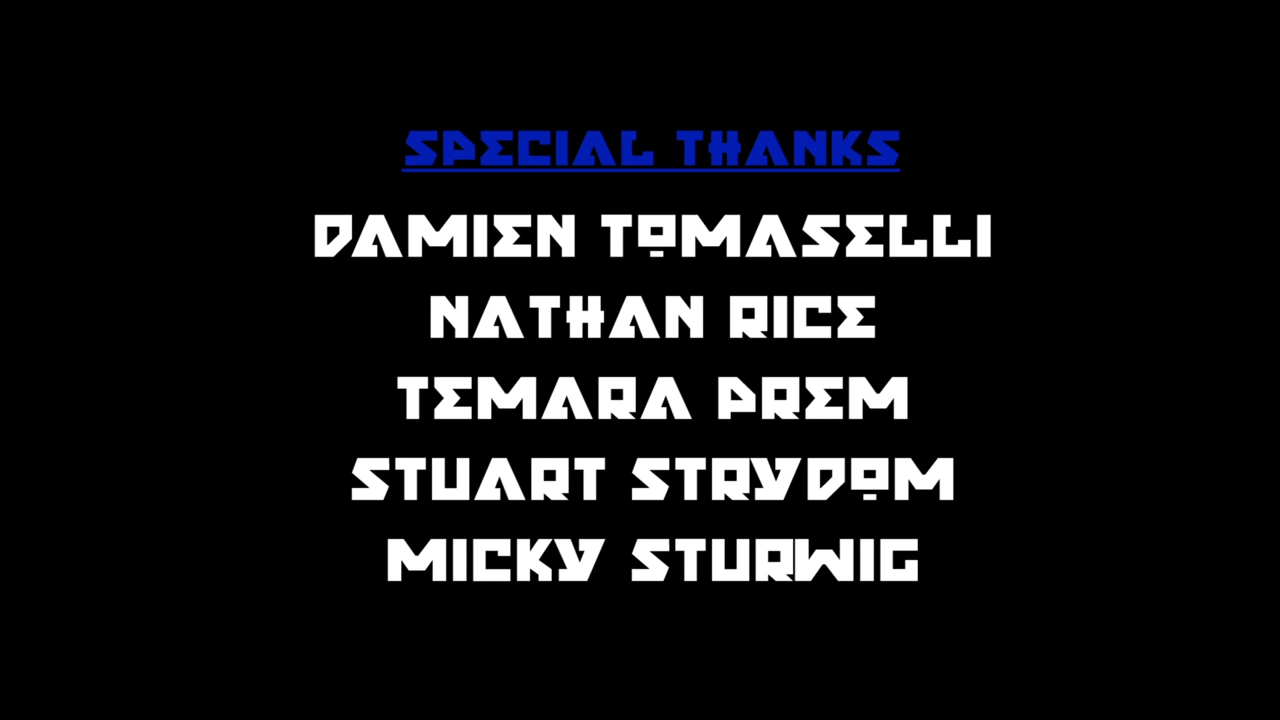 SPECIAL THANKS
DAMIEN TOMASELLI
NATHAN RICE
TEMARA PREM
STUART STRYDOM
MICKY STURWIG